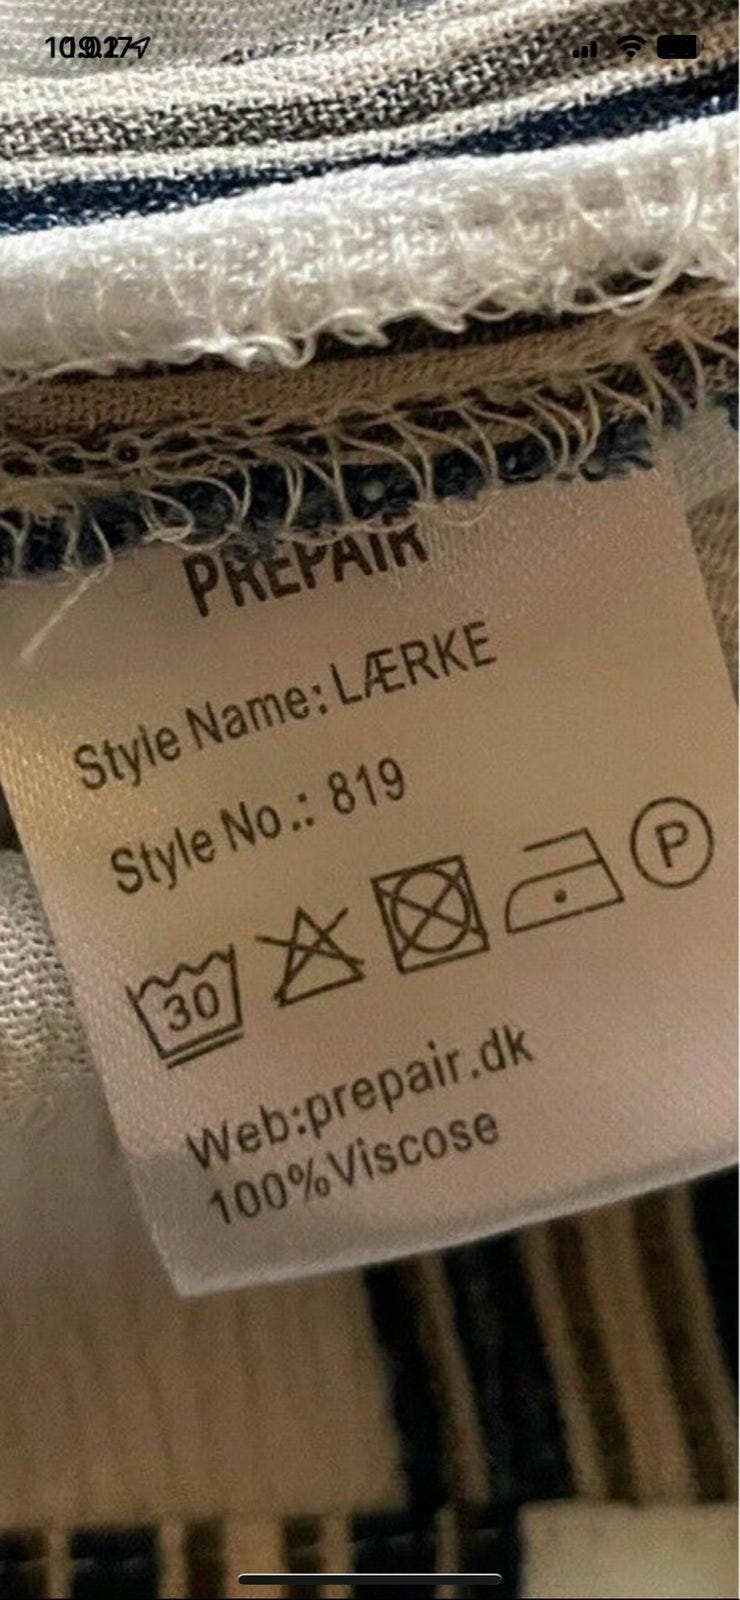 PREPAIR
Style Name: LÆRKE
Style No.: 819
30
P
Web:prepair.dk
100%Viscose